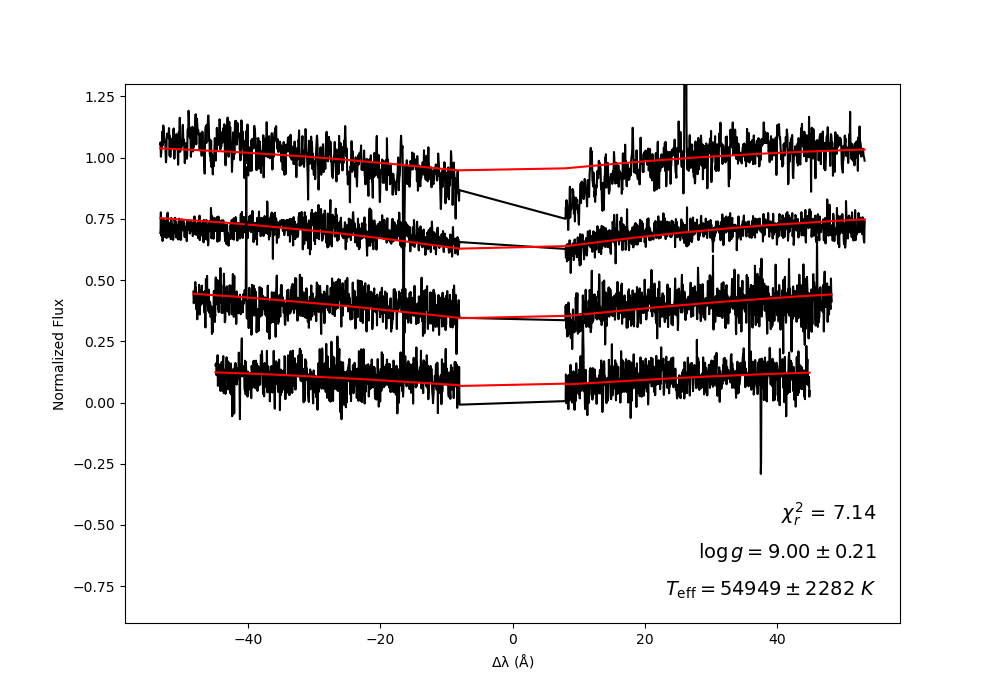 1.25
1.00
0.75
0.50
0.25
0.00
−0.25
−0.50
−0.75
Normalized Flux
χ²ᵣ = 7.14
log g = 9.00 ± 0.21
T_eff = 54949 ± 2282 K
−40 −20 0 20 40
Δλ (Å)